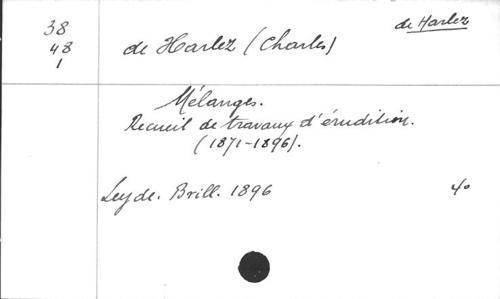 38
48
1
de Harlez
de Harlez (Charles)
Mélanges.
Recueil de travaux d'érudition.
(1871-1896).
Leyde. Brill. 1896
4°